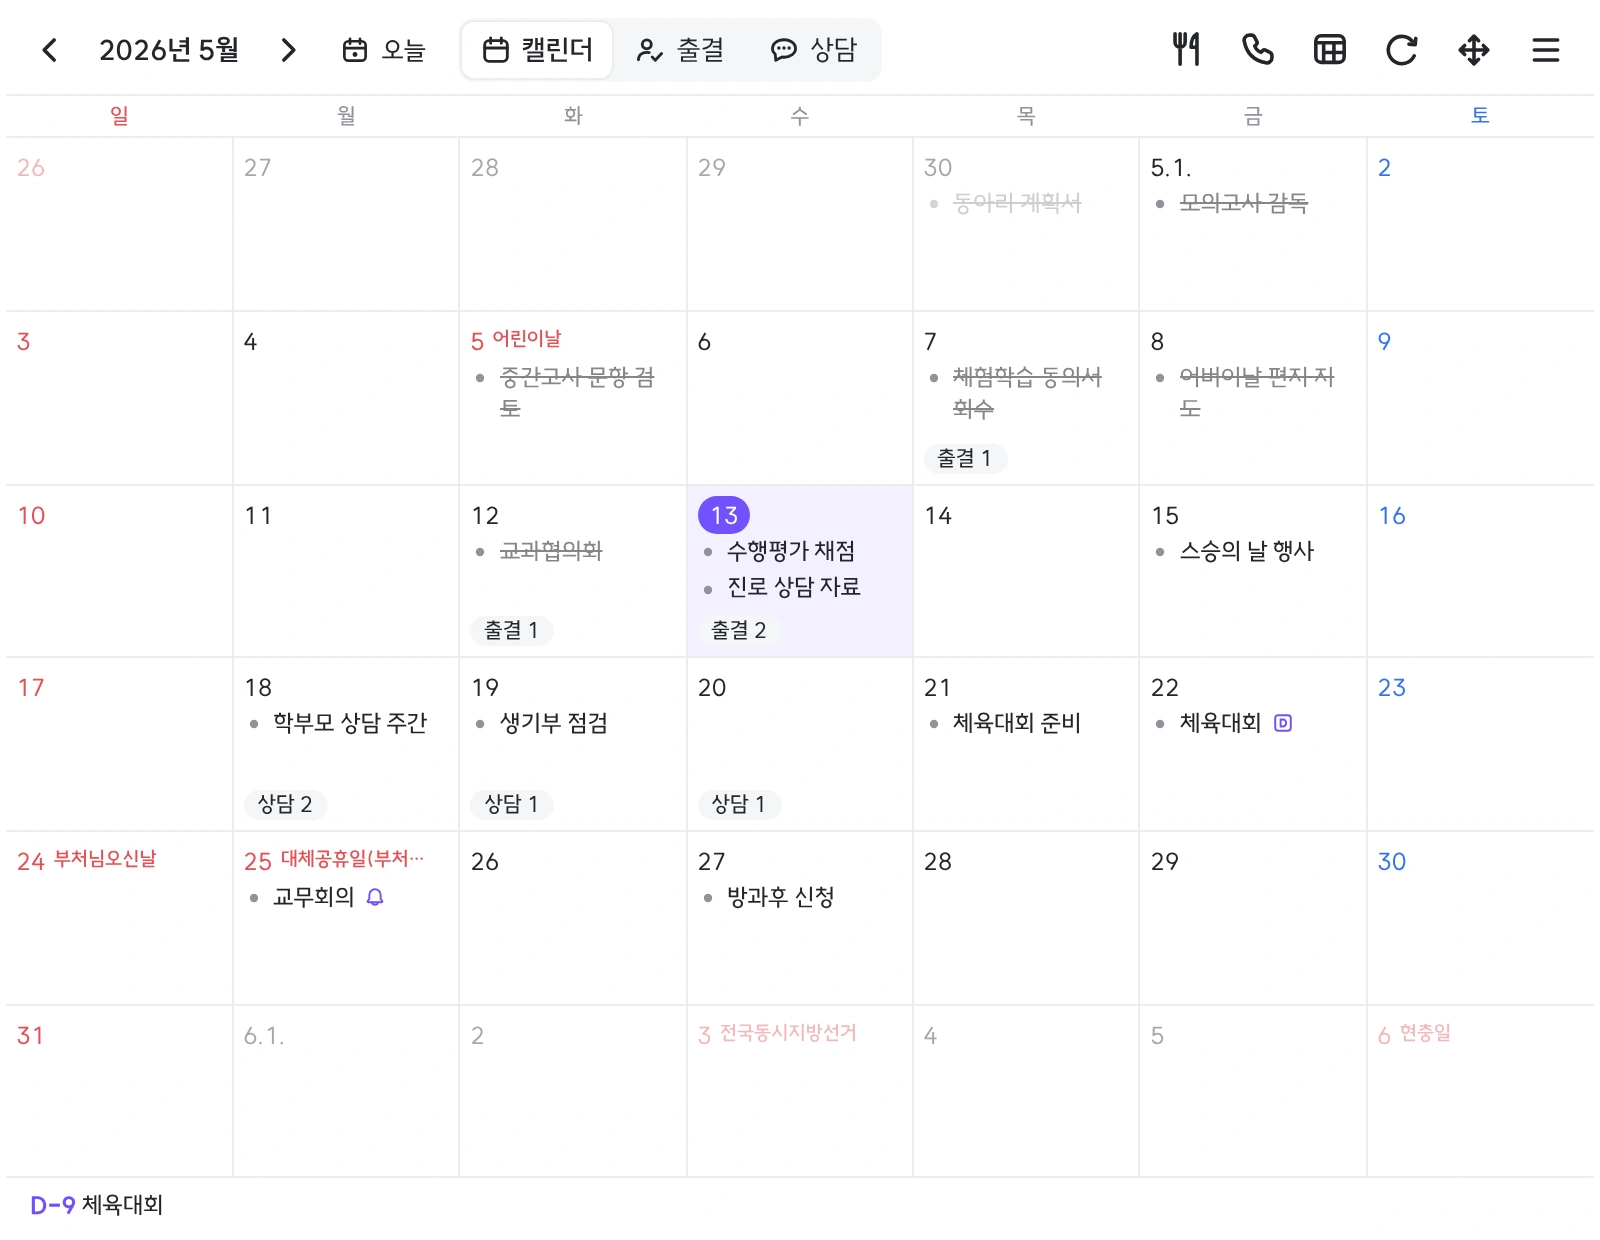 2026년 5월 오늘 캘린더 출결 상담
일 월 화 수 목 금 토
26 27 28 29 30 5.1. 2
동아리 계획서 모의고사 감독
3 4 5 어린이날 6 7 8 9
중간고사 문항 검 체험학습 동의서 어버이날 편지 지
토 회수 도
출결 1
10 11 12 13 14 15 16
교과협의회 수행평가 채점 스승의 날 행사
진로 상담 자료
출결 1 출결 2
17 18 19 20 21 22 23
학부모 상담 주간 생기부 점검 체육대회 준비 체육대회 D
상담 2 상담 1 상담 1
24 부처님오신날 25 대체공휴일(부처… 26 27 28 29 30
교무회의 방과후 신청
31 6.1. 2 3 전국동시지방선거 4 5 6 현충일
D-9 체육대회